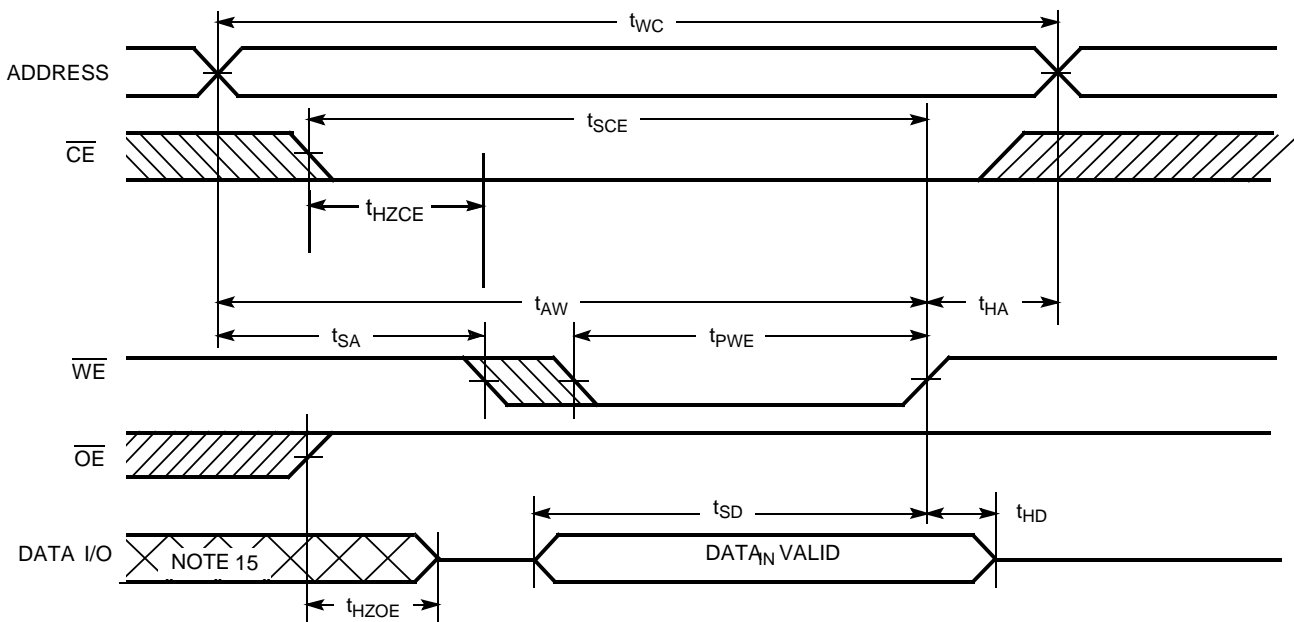 tWC
ADDRESS
tSCE
CE
tHZCE
tAW
tHA
tSA
tPWE
WE
OE
tSD
tHD
DATA I/O
NOTE 15
DATAIN VALID
tHZOE